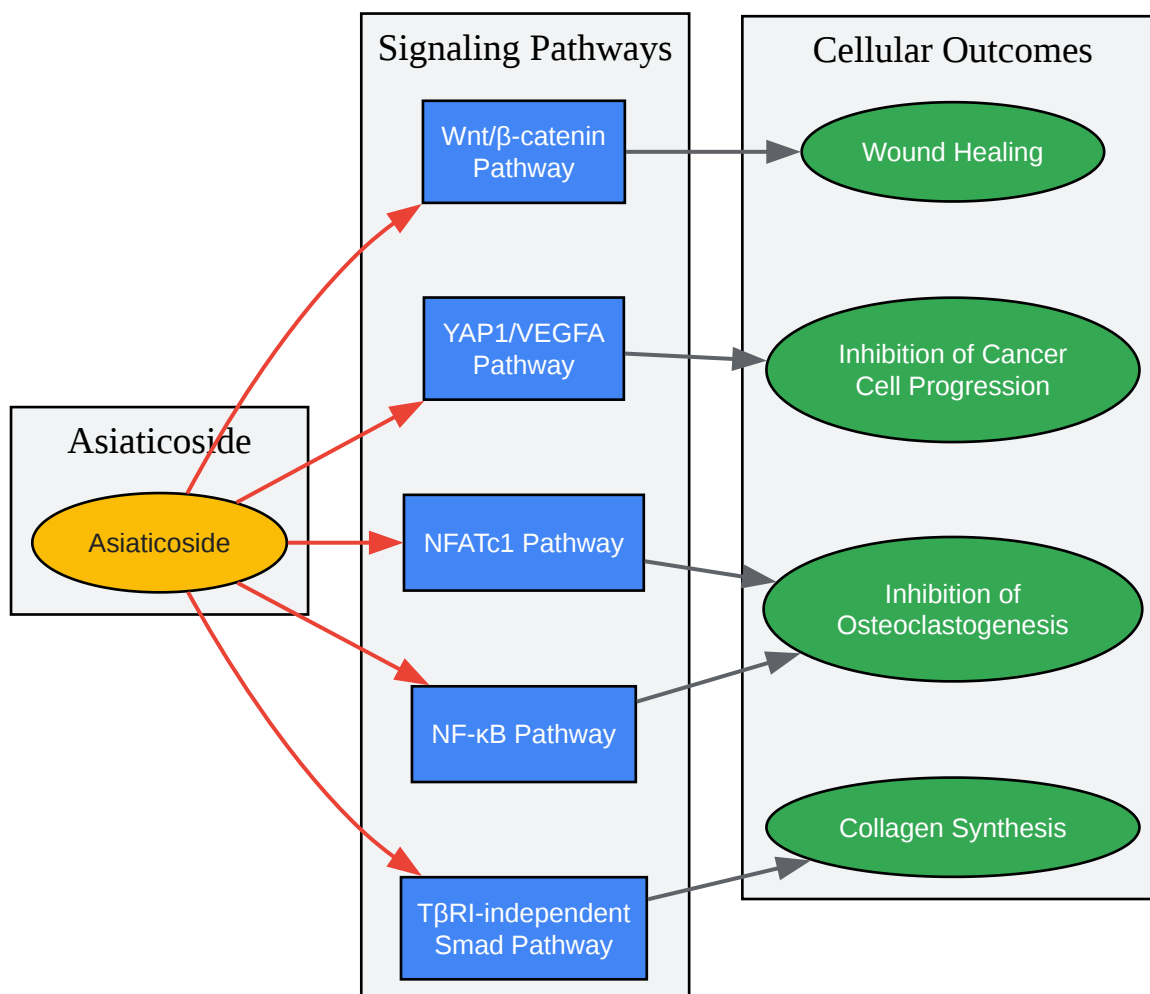 Signaling Pathways
Cellular Outcomes
Wnt/β-catenin
Pathway
Wound Healing
YAP1/VEGFA
Pathway
Inhibition of Cancer
Cell Progression
Asiaticoside
Asiaticoside
NFATc1 Pathway
Inhibition of
Osteoclastogenesis
NF-κB Pathway
Collagen Synthesis
TβRI-independent
Smad Pathway